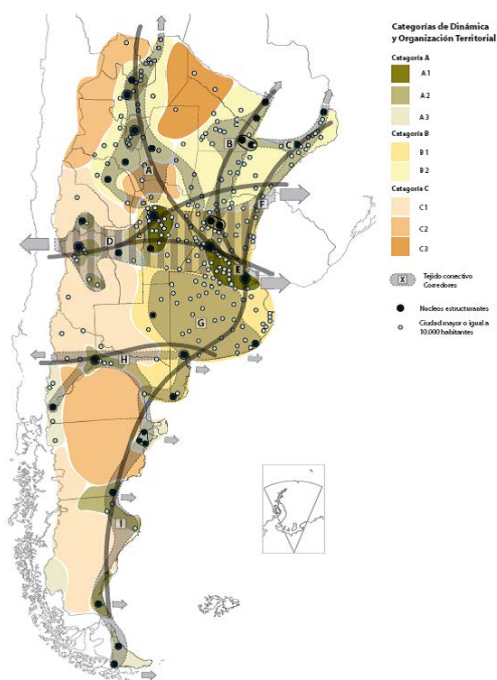 Categorías de Dinámica
y Organización Territorial
Categoría A
A 1
A 2
A 3
Categoría B
B 1
B 2
Categoría C
C1
C2
C3
X
Tejido conectivo
Corredores
Nucleos estructurantes
Ciudad mayor o igual a
10.000 habitantes
A
B
C
F
D
E
G
H
I